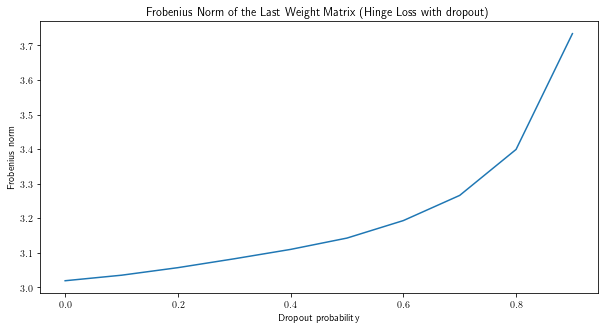 Frobenius Norm of the Last Weight Matrix (Hinge Loss with dropout)
3.7
3.6
3.5
3.4
3.3
3.2
3.1
3.0
Frobenius norm
0.0 0.2 0.4 0.6 0.8
Dropout probability